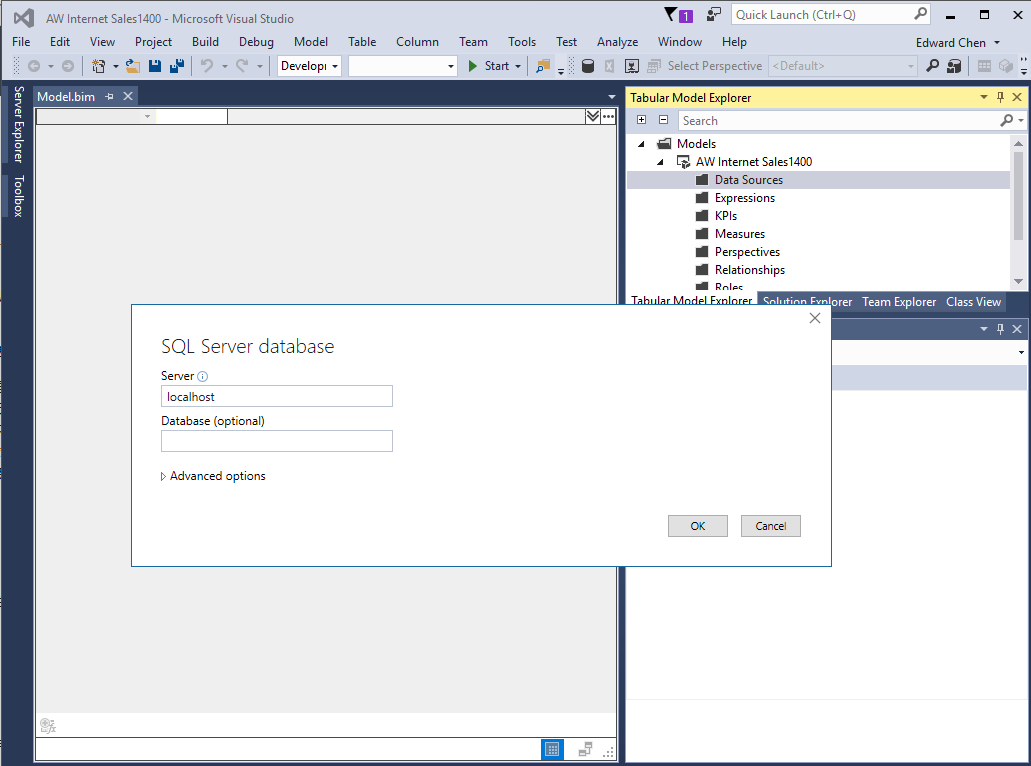 AW Internet Sales1400 - Microsoft Visual Studio
1
Quick Launch (Ctrl+Q)
File Edit View Project Build Debug Model Table Column Team Tools Test Analyze Window Help
Edward Chen
Developı Start Select Perspective <Default>
Server Explorer
Toolbox
Model.bim
Tabular Model Explorer
Search
Models
AW Internet Sales1400
Data Sources
Expressions
KPIs
Measures
Perspectives
Relationships
Roles
Tabular Model Explorer Solution Explorer Team Explorer Class View
SQL Server database
Server
localhost
Database (optional)
Advanced options
OK Cancel